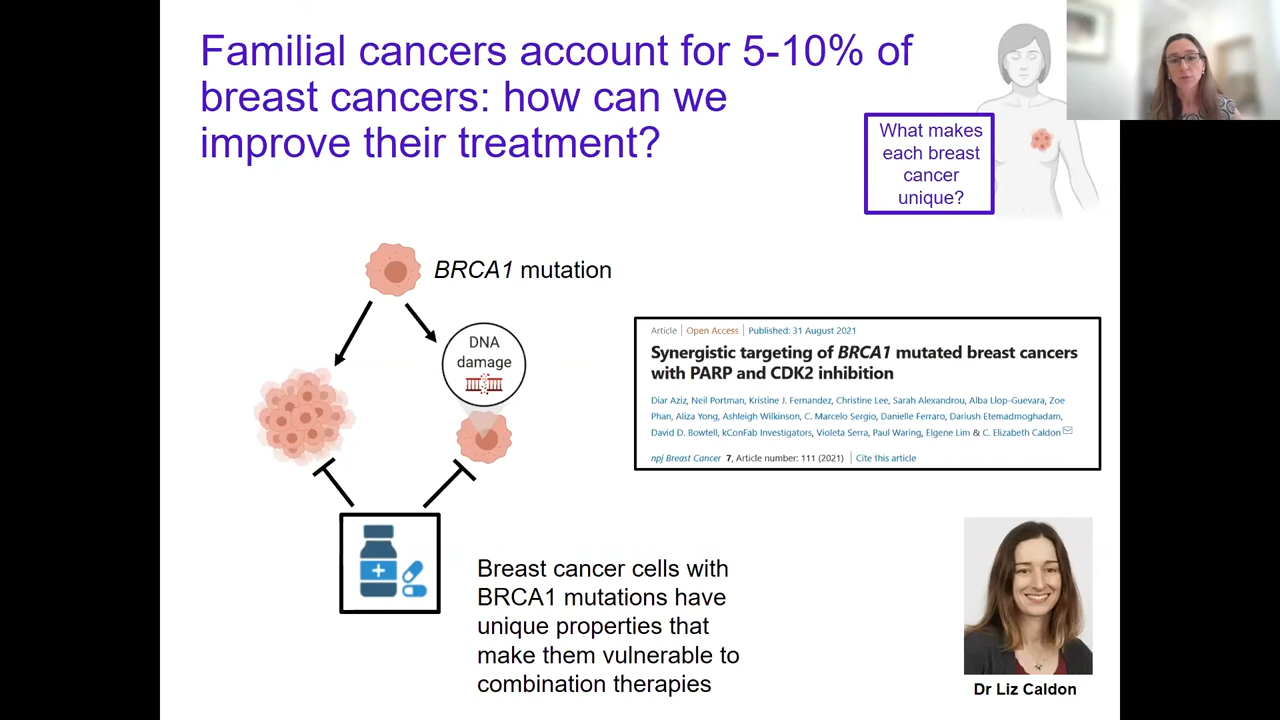 Familial cancers account for 5-10% of
breast cancers: how can we
improve their treatment?
What makes
each breast
cancer
unique?
BRCA1 mutation
DNA
damage
Article | Open Access | Published: 31 August 2021
Synergistic targeting of BRCA1 mutated breast cancers
with PARP and CDK2 inhibition
Diar Aziz, Neil Portman, Kristine J. Fernandez, Christine Lee, Sarah Alexandrou, Alba Llop-Guevara, Zoe
Phan, Aliza Yong, Ashleigh Wilkinson, C. Marcelo Sergio, Danielle Ferraro, Dariush Etemadmoghadam,
David D. Bowtell, kConFab Investigators, Violeta Serra, Paul Waring, Elgene Lim & C. Elizabeth Caldon
npj Breast Cancer 7, Article number: 111 (2021) | Cite this article
Breast cancer cells with
BRCA1 mutations have
unique properties that
make them vulnerable to
combination therapies
Dr Liz Caldon